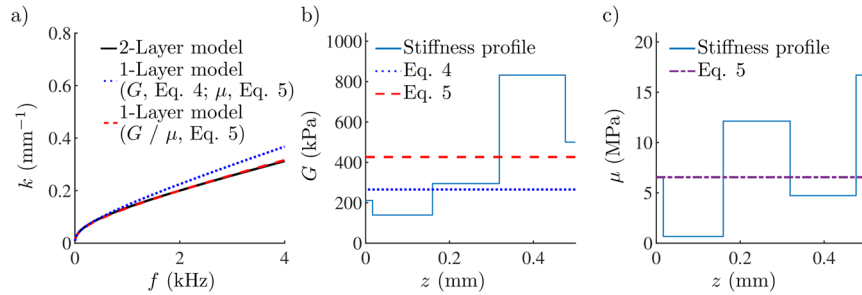 a)
0.8
0.6
0.4
0.2
0
0
2
4
k (mm⁻¹)
f (kHz)
2-Layer model
1-Layer model
(G, Eq. 4; μ, Eq. 5)
1-Layer model
(G / μ, Eq. 5)
b)
1000
800
600
400
200
0
0
0.2
0.4
G (kPa)
z (mm)
Stiffness profile
Eq. 4
Eq. 5
c)
20
15
10
5
0
0
0.2
0.4
μ (MPa)
z (mm)
Stiffness profile
Eq. 5